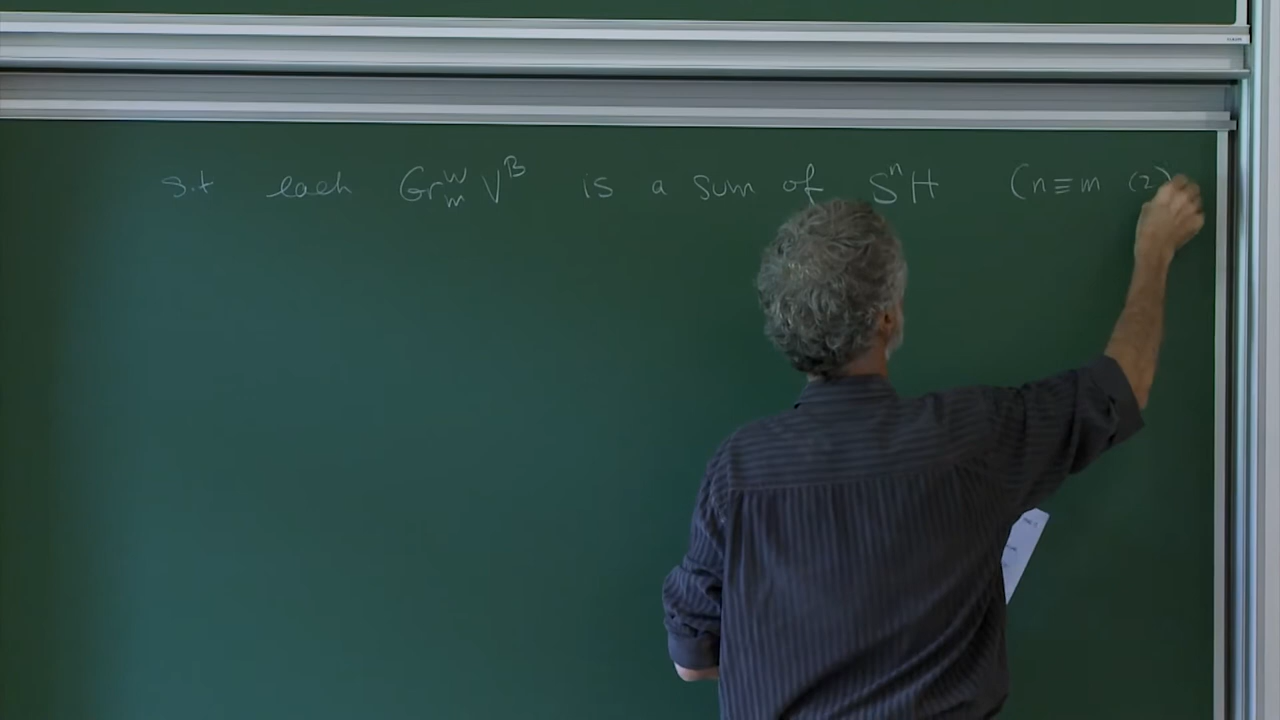 s.t each Gr^W_m V^B is a sum of S^n H (n ≡ m (2))